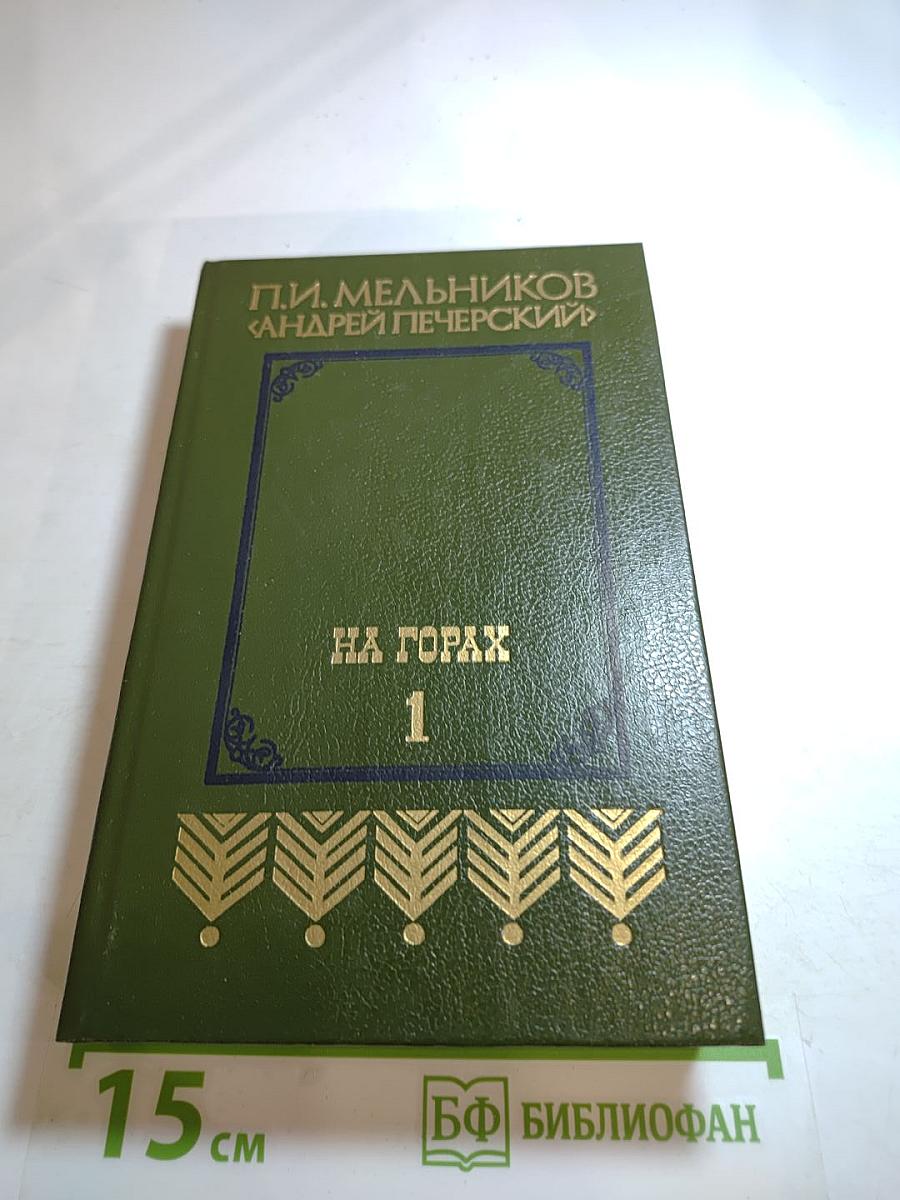 П.И. МЕЛЬНИКОВ
<АНДРЕЙ ПЕЧЕРСКИЙ>
НА ГОРАХ
1
15 см
БФ БИБЛИОФАН